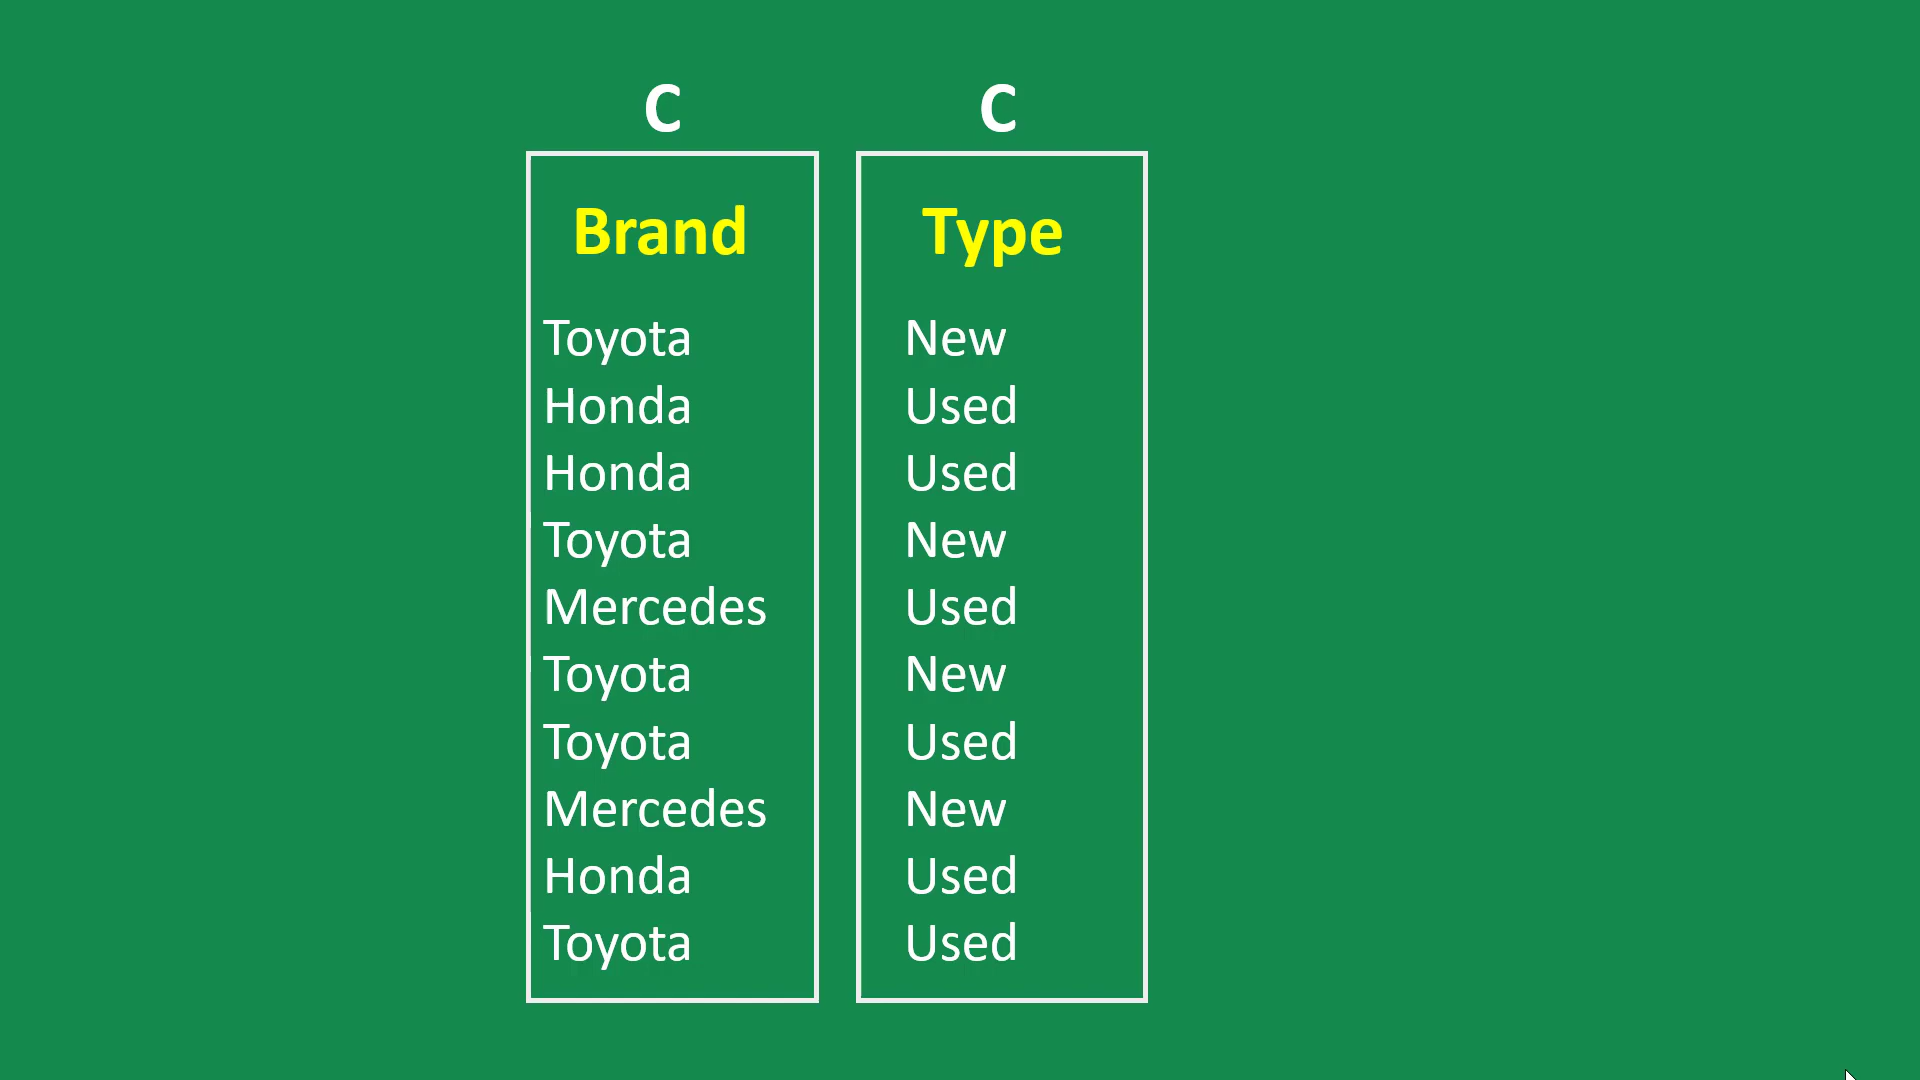 C C
Brand Type
Toyota New
Honda Used
Honda Used
Toyota New
Mercedes Used
Toyota New
Toyota Used
Mercedes New
Honda Used
Toyota Used